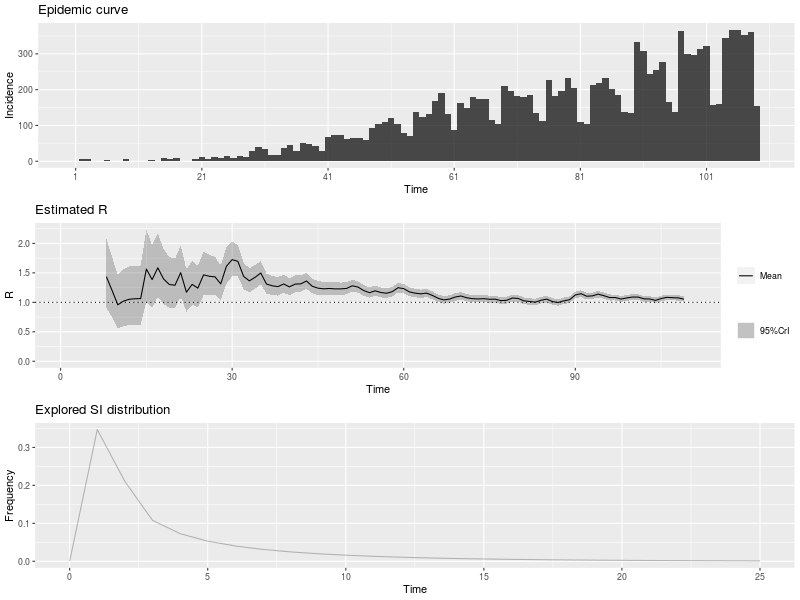 Epidemic curve
300
200
100
0
Incidence
1 21 41 61 81 101
Time
Estimated R
2.0
1.5
1.0
0.5
0.0
R
0 30 60 90
Time
Mean
95%CrI
Explored SI distribution
0.3
0.2
0.1
0.0
Frequency
0 5 10 15 20 25
Time